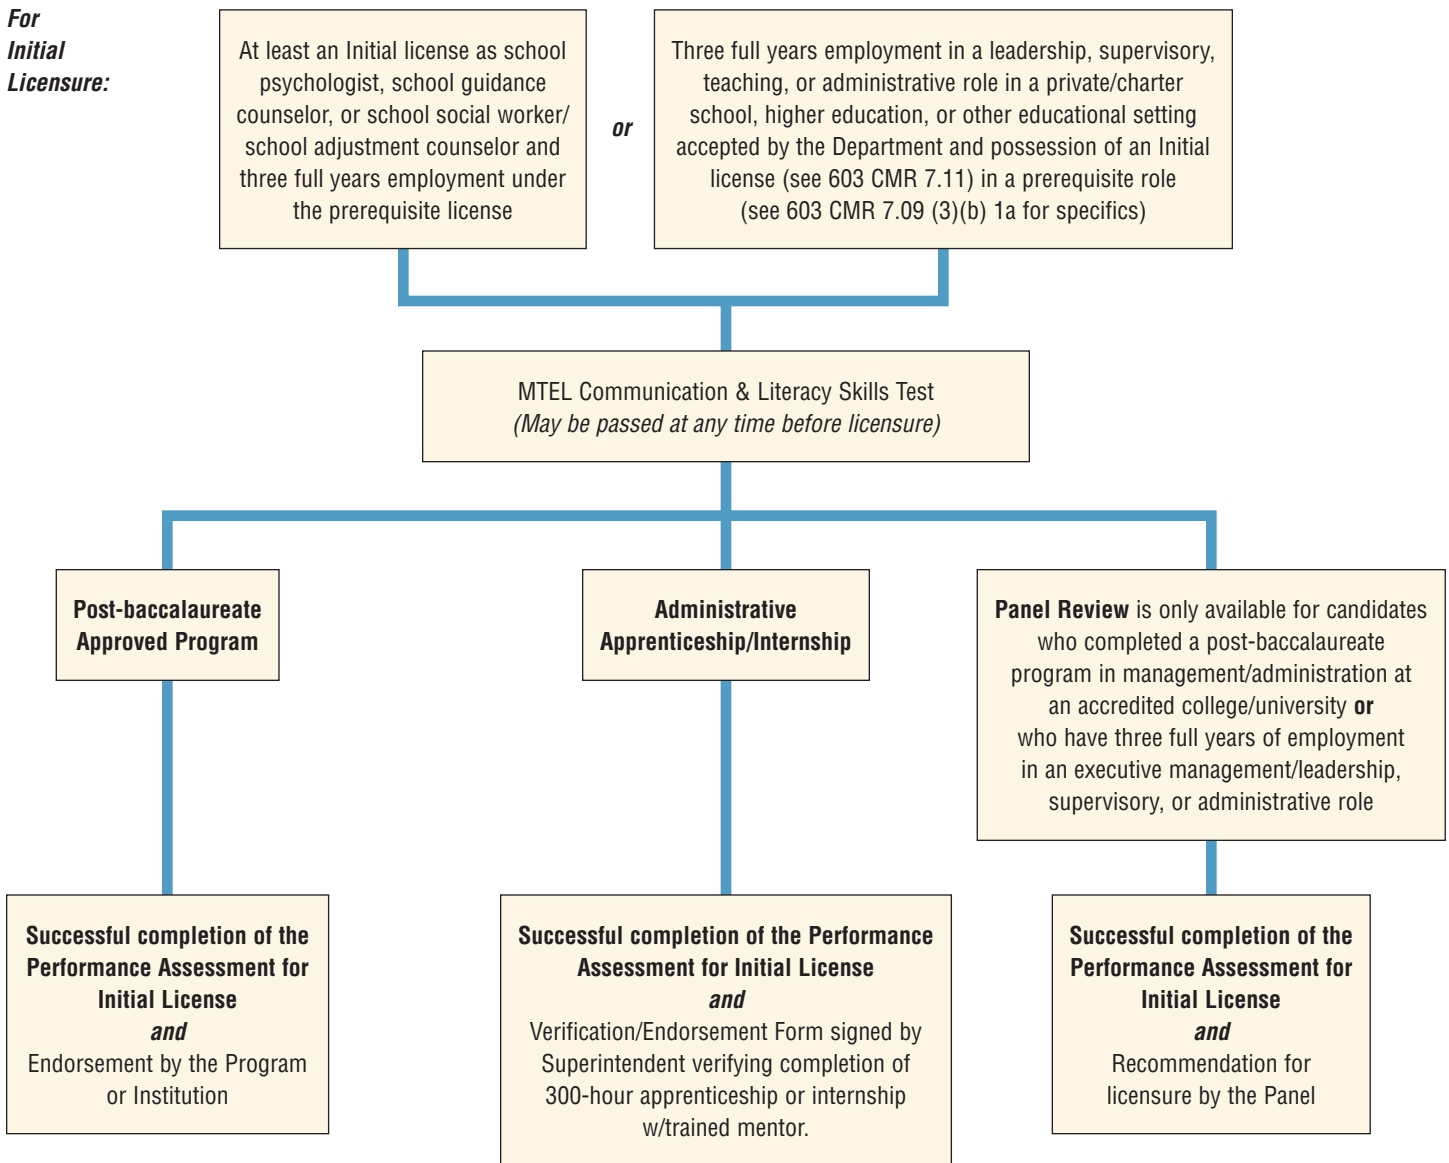 For
Initial
Licensure:
At least an Initial license as school
psychologist, school guidance
counselor, or school social worker/
school adjustment counselor and
three full years employment under
the prerequisite license
or
Three full years employment in a leadership, supervisory,
teaching, or administrative role in a private/charter
school, higher education, or other educational setting
accepted by the Department and possession of an Initial
license (see 603 CMR 7.11) in a prerequisite role
(see 603 CMR 7.09 (3)(b) 1a for specifics)
MTEL Communication & Literacy Skills Test
(May be passed at any time before licensure)
Post-baccalaureate
Approved Program
Administrative
Apprenticeship/Internship
Panel Review is only available for candidates
who completed a post-baccalaureate
program in management/administration at
an accredited college/university or
who have three full years of employment
in an executive management/leadership,
supervisory, or administrative role
Successful completion of the
Performance Assessment for
Initial License
and
Endorsement by the Program
or Institution
Successful completion of the Performance
Assessment for Initial License
and
Verification/Endorsement Form signed by
Superintendent verifying completion of
300-hour apprenticeship or internship
w/trained mentor.
Successful completion of the
Performance Assessment for
Initial License
and
Recommendation for
licensure by the Panel